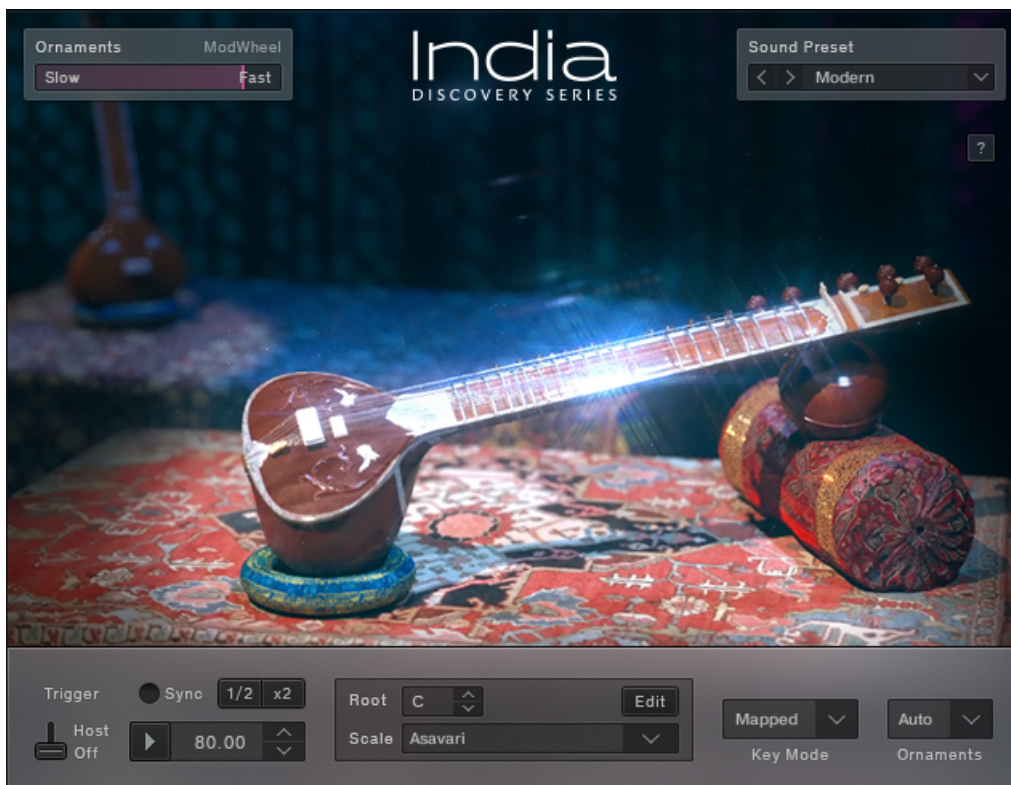 Ornaments ModWheel
Slow Fast
India
DISCOVERY SERIES
Sound Preset
< > Modern
?
Trigger Sync 1/2 x2
Host
Off
80.00
Root C Edit
Scale Asavari
Mapped
Key Mode
Auto
Ornaments